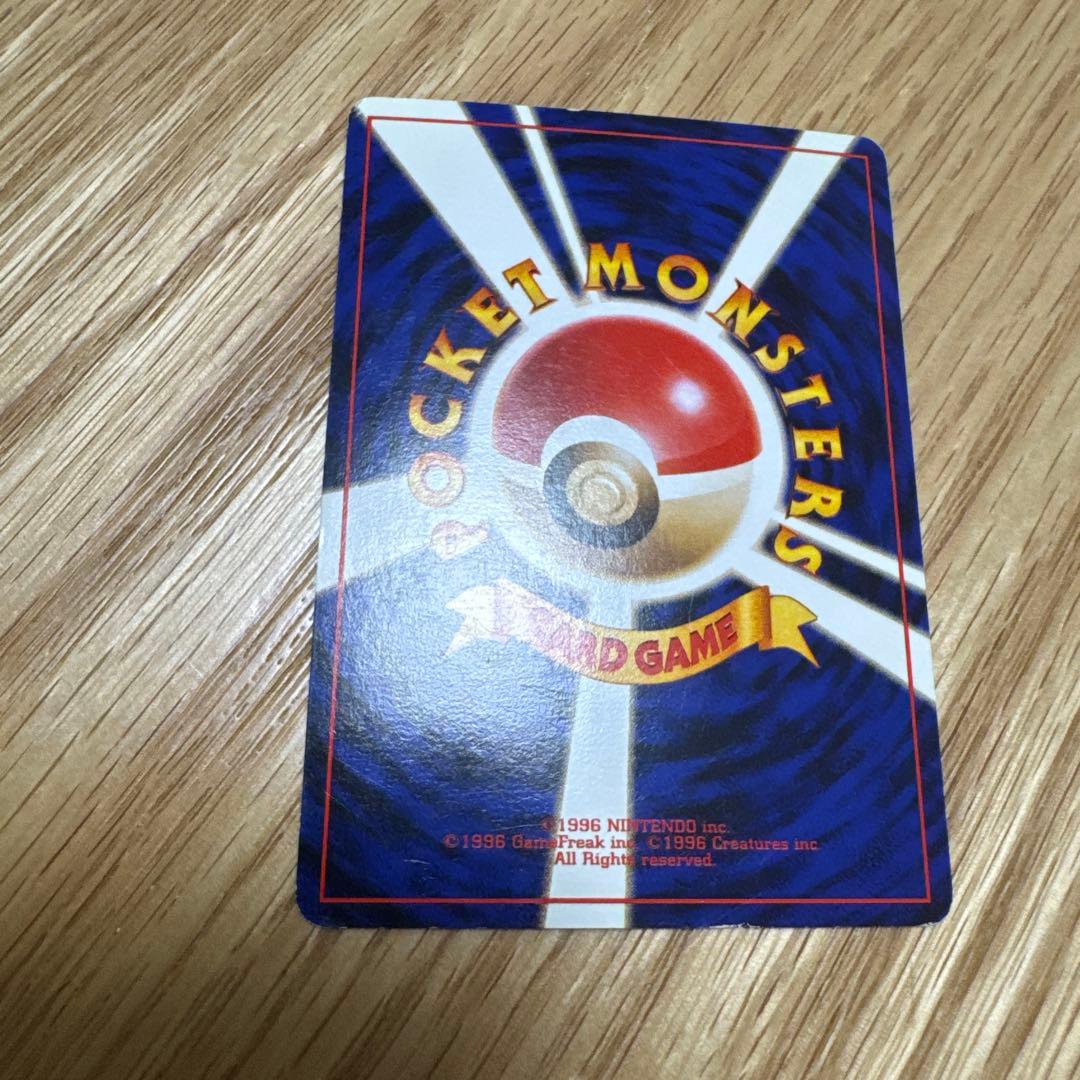 POCKET MONSTERS
CARD GAME
©1996 NINTENDO inc.
©1996 GameFreak inc. ©1996 Creatures inc.
All Rights reserved.